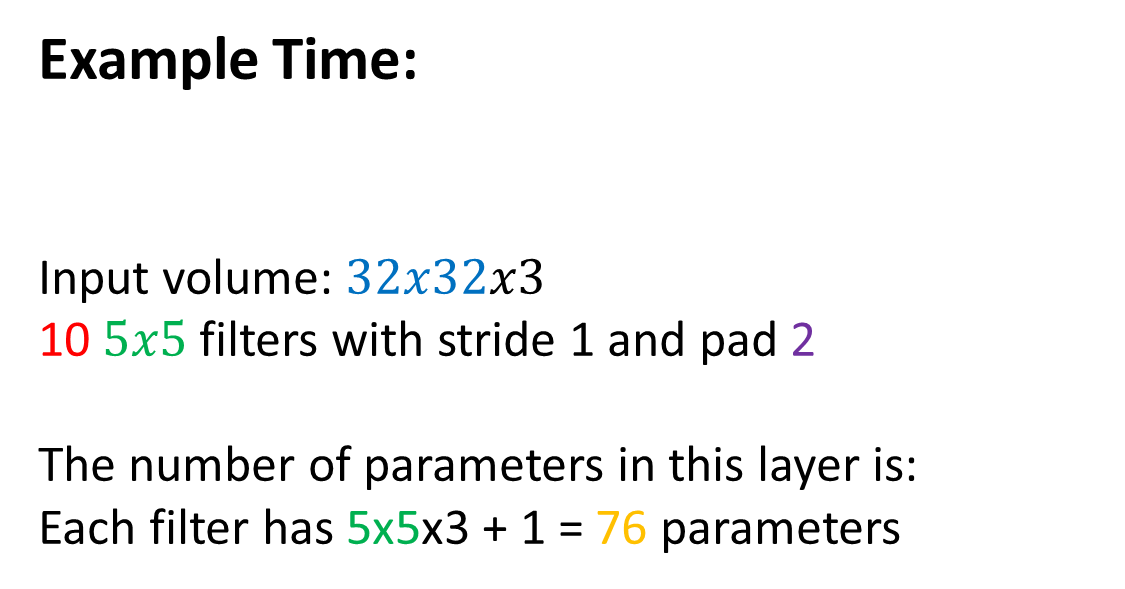 Example Time:
Input volume: 32x32x3
10 5x5 filters with stride 1 and pad 2
The number of parameters in this layer is:
Each filter has 5x5x3 + 1 = 76 parameters